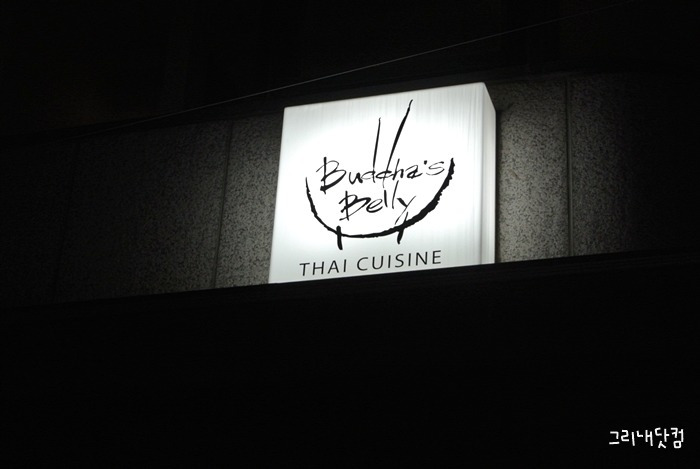 Buddha's
Belly
THAI CUISINE
그리내닷컴